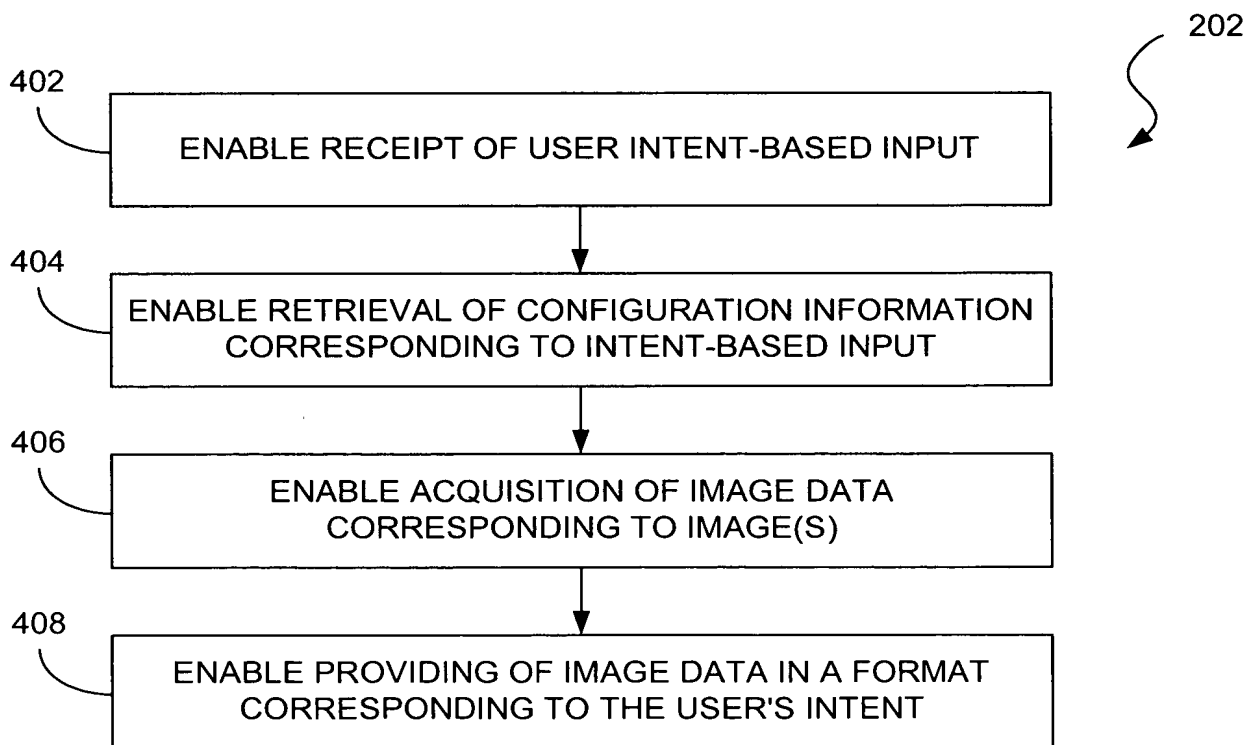 202
402
ENABLE RECEIPT OF USER INTENT-BASED INPUT
404
ENABLE RETRIEVAL OF CONFIGURATION INFORMATION
CORRESPONDING TO INTENT-BASED INPUT
406
ENABLE ACQUISITION OF IMAGE DATA
CORRESPONDING TO IMAGE(S)
408
ENABLE PROVIDING OF IMAGE DATA IN A FORMAT
CORRESPONDING TO THE USER'S INTENT